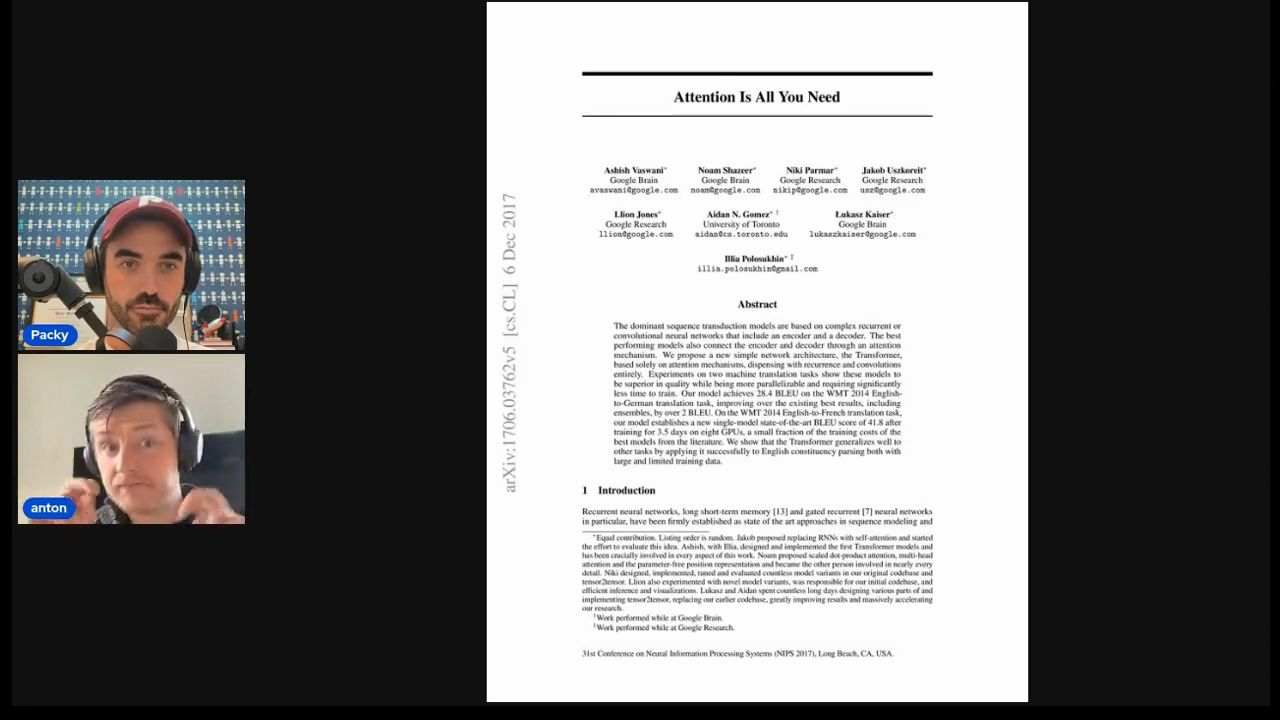 Packy
anton
arXiv:1706.03762v5 [cs.CL] 6 Dec 2017
Attention Is All You Need
Ashish Vaswani* Noam Shazeer* Niki Parmar* Jakob Uszkoreit*
Google Brain Google Brain Google Research Google Research
avaswani@google.com noam@google.com nikip@google.com usz@google.com
Llion Jones* Aidan N. Gomez* † Łukasz Kaiser*
Google Research University of Toronto Google Brain
llion@google.com aidan@cs.toronto.edu lukaszkaiser@google.com
Illia Polosukhin* ‡
illia.polosukhin@gmail.com
Abstract
The dominant sequence transduction models are based on complex recurrent or
convolutional neural networks that include an encoder and a decoder. The best
performing models also connect the encoder and decoder through an attention
mechanism. We propose a new simple network architecture, the Transformer,
based solely on attention mechanisms, dispensing with recurrence and convolutions
entirely. Experiments on two machine translation tasks show these models to
be superior in quality while being more parallelizable and requiring significantly
less time to train. Our model achieves 28.4 BLEU on the WMT 2014 English-
to-German translation task, improving over the existing best results, including
ensembles, by over 2 BLEU. On the WMT 2014 English-to-French translation task,
our model establishes a new single-model state-of-the-art BLEU score of 41.8 after
training for 3.5 days on eight GPUs, a small fraction of the training costs of the
best models from the literature. We show that the Transformer generalizes well to
other tasks by applying it successfully to English constituency parsing both with
large and limited training data.
1 Introduction
Recurrent neural networks, long short-term memory [13] and gated recurrent [7] neural networks
in particular, have been firmly established as state of the art approaches in sequence modeling and
*Equal contribution. Listing order is random. Jakob proposed replacing RNNs with self-attention and started
the effort to evaluate this idea. Ashish, with Illia, designed and implemented the first Transformer models and
has been crucially involved in every aspect of this work. Noam proposed scaled dot-product attention, multi-head
attention and the parameter-free position representation and became the other person involved in nearly every
detail. Niki designed, implemented, tuned and evaluated countless model variants in our original codebase and
tensor2tensor. Llion also experimented with novel model variants, was responsible for our initial codebase, and
efficient inference and visualizations. Lukasz and Aidan spent countless long days designing various parts of and
implementing tensor2tensor, replacing our earlier codebase, greatly improving results and massively accelerating
our research.
†Work performed while at Google Brain.
‡Work performed while at Google Research.
31st Conference on Neural Information Processing Systems (NIPS 2017), Long Beach, CA, USA.